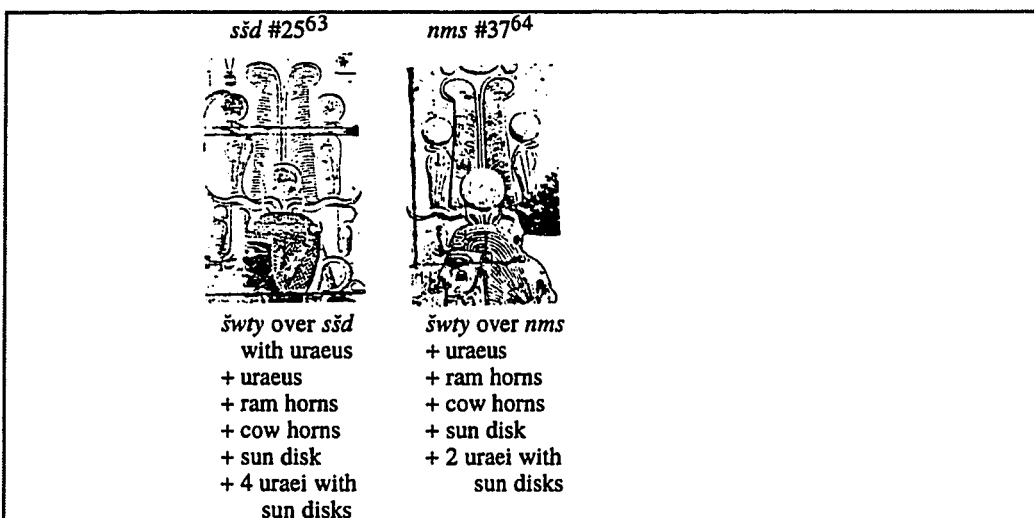 sšd #25⁶³
šwty over sšd
with uraeus
+ uraeus
+ ram horns
+ cow horns
+ sun disk
+ 4 uraei with
sun disks
nms #37⁶⁴
šwty over nms
+ uraeus
+ ram horns
+ cow horns
+ sun disk
+ 2 uraei with
sun disks